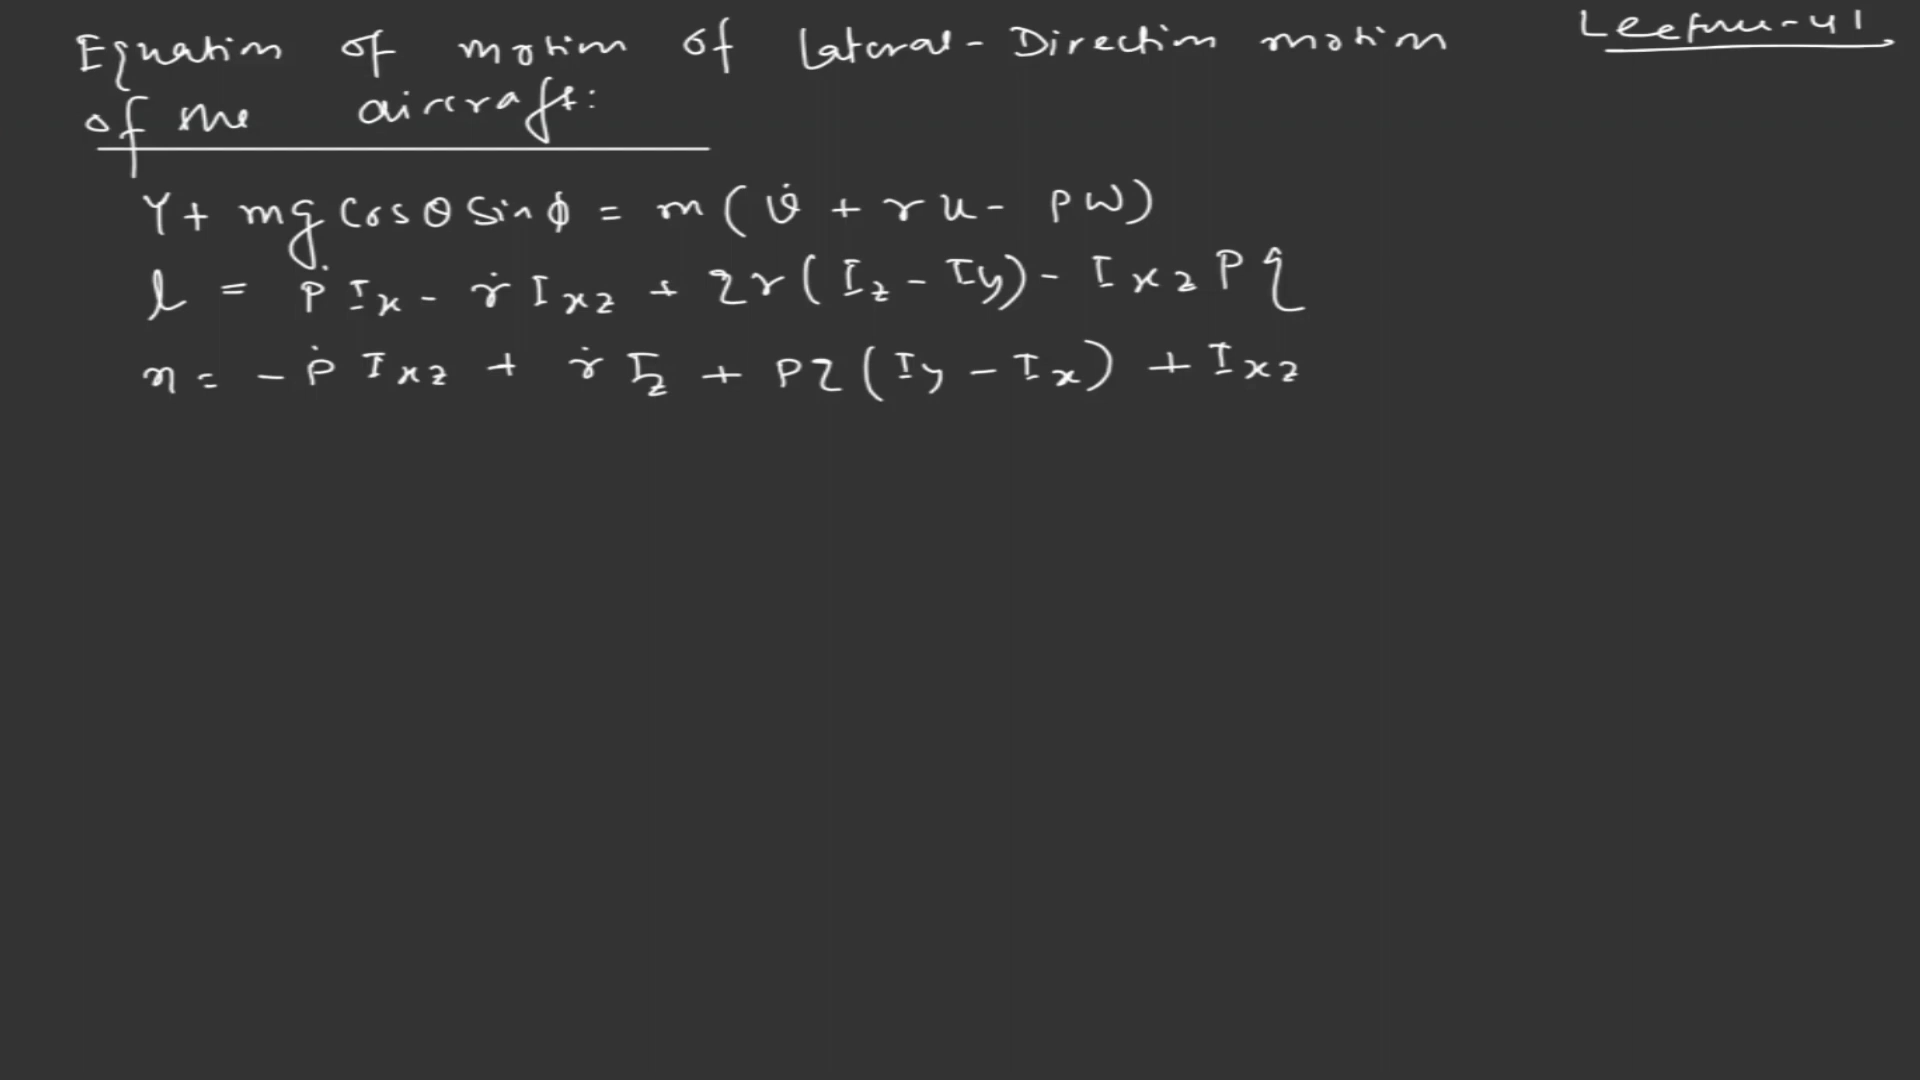 Equation of motion of Lateral-Direction motion
Lecture-41
of the aircraft:
Y + mg Cos θ Sin ϕ = m ( v̇ + ru - pw)
l = ṗ Ix - ṙ Ixz + qr ( Iz - Iy) - Ixz pq
n = - ṗ Ixz + ṙ Iz + pq ( Iy - Ix ) + Ixz